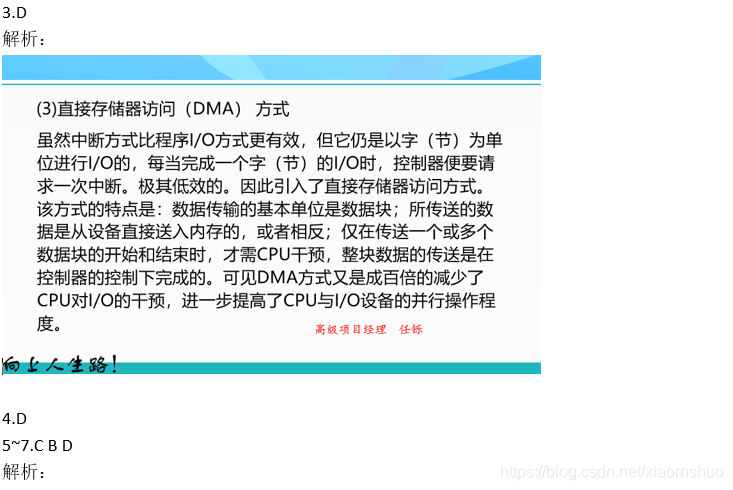 3.D
解析：
(3)直接存储器访问（DMA） 方式
虽然中断方式比程序I/O方式更有效，但它仍是以字（节）为单
位进行I/O的，每当完成一个字（节）的I/O时，控制器便要请
求一次中断。极其低效的。因此引入了直接存储器访问方式。
该方式的特点是：数据传输的基本单位是数据块；所传送的数
据是从设备直接送入内存的，或者相反；仅在传送一个或多个
数据块的开始和结束时，才需CPU干预，整块数据的传送是在
控制器的控制下完成的。可见DMA方式又是成百倍的减少了
CPU对I/O的干预，进一步提高了CPU与I/O设备的并行操作程
度。
高级项目经理 任铄
向上人生路！
4.D
5~7.C B D
解析：
https://blog.csdn.net/xiaomshuo